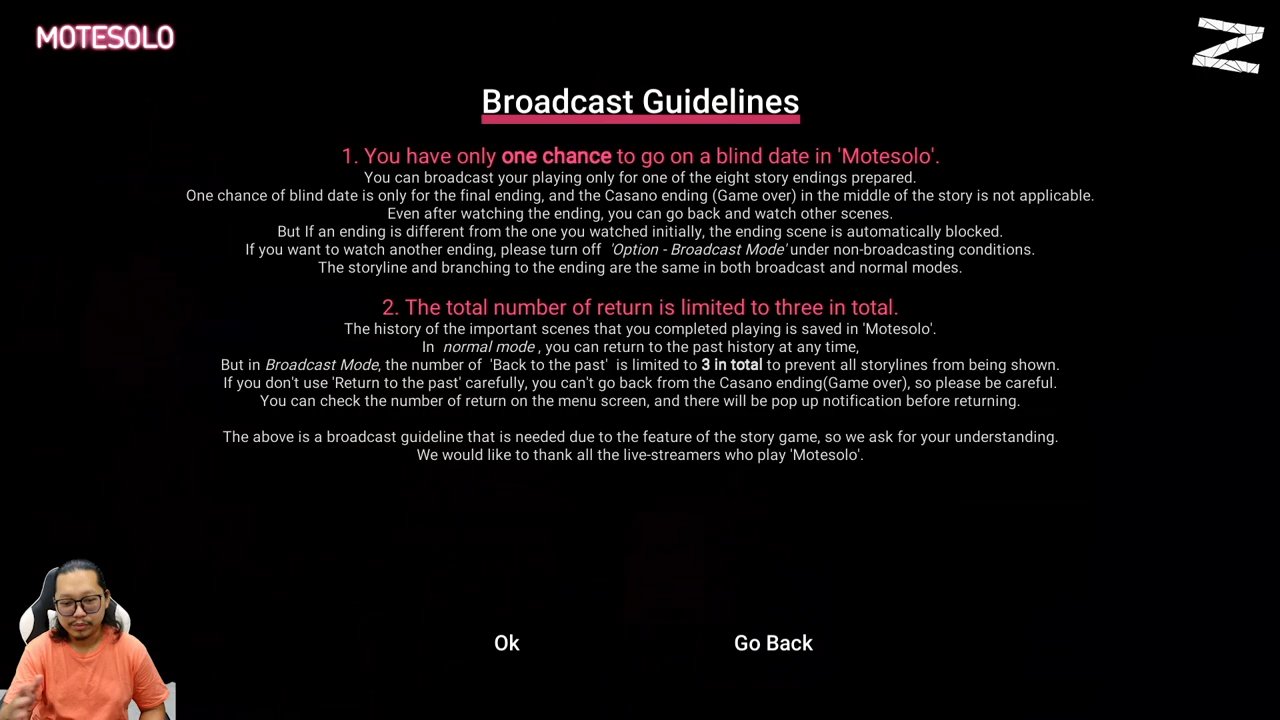 MOTESOLO
Z
Broadcast Guidelines
1. You have only one chance to go on a blind date in 'Motesolo'.
You can broadcast your playing only for one of the eight story endings prepared.
One chance of blind date is only for the final ending, and the Casano ending (Game over) in the middle of the story is not applicable.
Even after watching the ending, you can go back and watch other scenes.
But If an ending is different from the one you watched initially, the ending scene is automatically blocked.
If you want to watch another ending, please turn off 'Option - Broadcast Mode' under non-broadcasting conditions.
The storyline and branching to the ending are the same in both broadcast and normal modes.
2. The total number of return is limited to three in total.
The history of the important scenes that you completed playing is saved in 'Motesolo'.
In normal mode , you can return to the past history at any time,
But in Broadcast Mode, the number of 'Back to the past' is limited to 3 in total to prevent all storylines from being shown.
If you don't use 'Return to the past' carefully, you can't go back from the Casano ending(Game over), so please be careful.
You can check the number of return on the menu screen, and there will be pop up notification before returning.
The above is a broadcast guideline that is needed due to the feature of the story game, so we ask for your understanding.
We would like to thank all the live-streamers who play 'Motesolo'.
Ok
Go Back